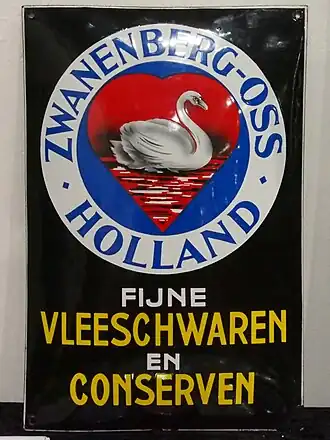 ZWANENBERG-OSS
· HOLLAND ·
FIJNE
VLEESCHWAREN
EN
CONSERVEN